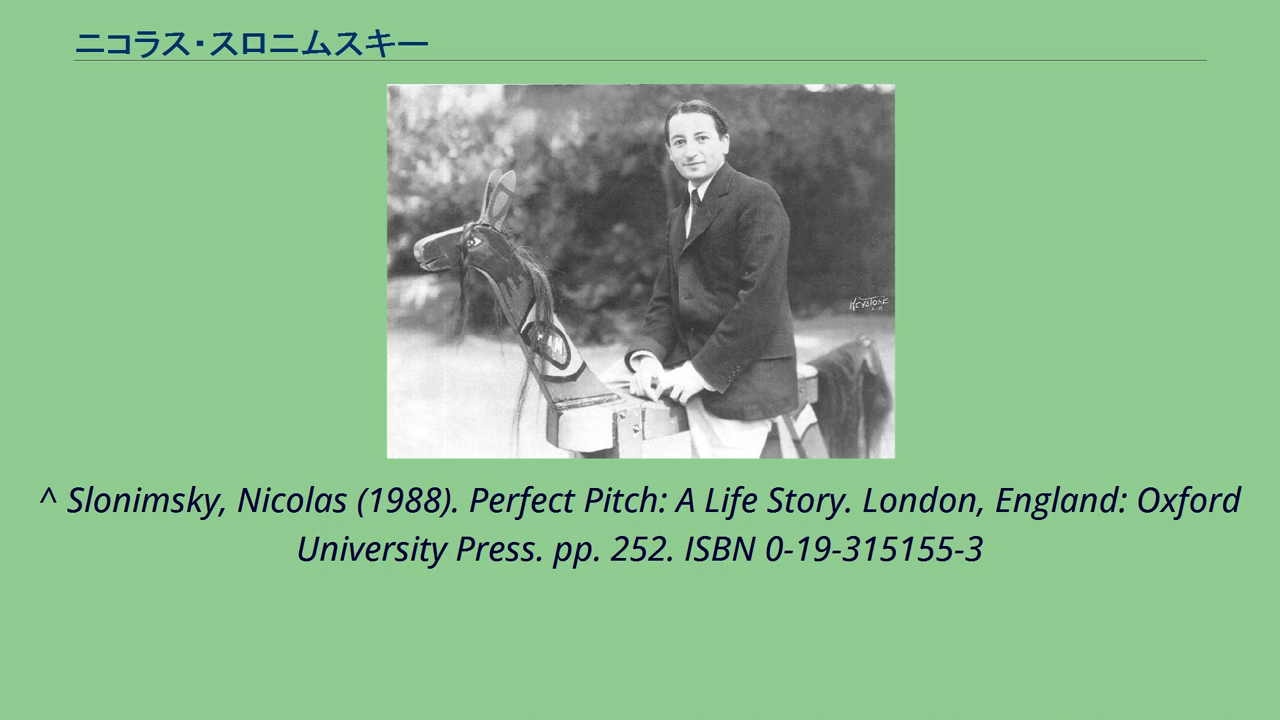 ニコラス・スロニムスキー
KEYSTONE
^ Slonimsky, Nicolas (1988). Perfect Pitch: A Life Story. London, England: Oxford
University Press. pp. 252. ISBN 0-19-315155-3